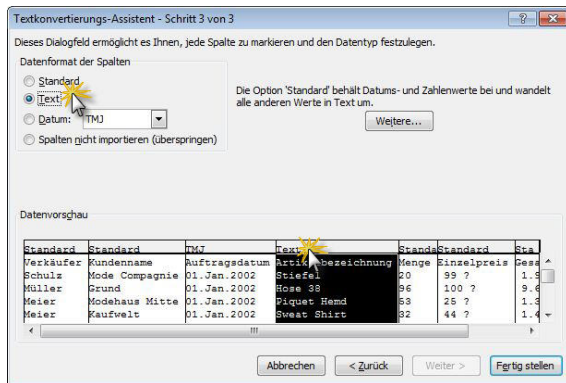 Textkonvertierungs-Assistent - Schritt 3 von 3
Dieses Dialogfeld ermöglicht es Ihnen, jede Spalte zu markieren und den Datentyp festzulegen.
Datenformat der Spalten
Standard
Text
Datum: TMJ
Spalten nicht importieren (überspringen)
Die Option 'Standard' behält Datums- und Zahlenwerte bei und wandelt
alle anderen Werte in Text um.
Weitere...
Datenvorschau
Standard Standard TMJ Text Standa Standard Sta
Verkäufer Kundenname Auftragsdatum Artikelbezeichnung Menge Einzelpreis Gesa
Schulz Mode Compagnie 01.Jan.2002 Stiefel 20 99 ? 1.9
Müller Grund 01.Jan.2002 Hose 38 96 100 ? 9.6
Meier Modehaus Mitte 01.Jan.2002 Piquet Hemd 53 25 ? 1.3
Meier Kaufwelt 01.Jan.2002 Sweat Shirt 32 44 ? 1.4
Abbrechen < Zurück Weiter > Fertig stellen